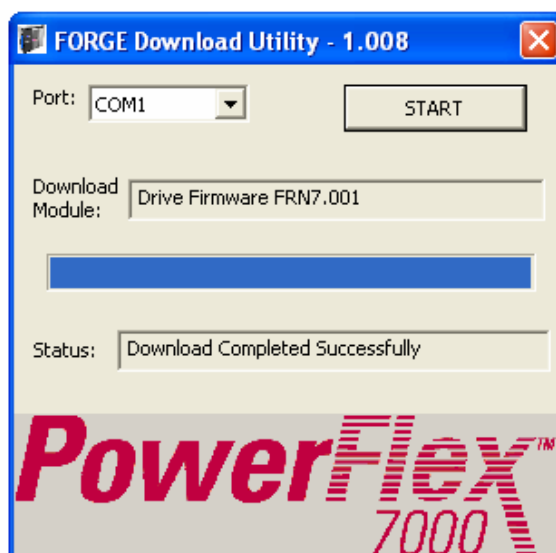 FORGE Download Utility - 1.008
Port: COM1 START
Download
Module: Drive Firmware FRN7.001
Status: Download Completed Successfully
PowerFlex™
7000